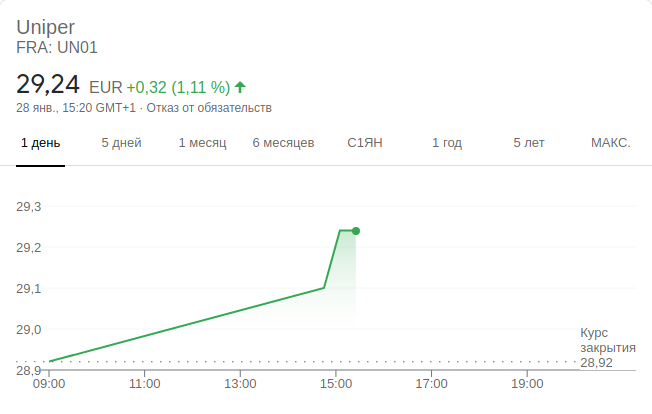 Uniper
FRA: UN01
29,24 EUR +0,32 (1,11 %)
28 янв., 15:20 GMT+1 · Отказ от обязательств
1 день 5 дней 1 месяц 6 месяцев С1ЯН 1 год 5 лет МАКС.
29,3
29,2
29,1
29,0
28,9
Курс
закрытия
28,92
09:00 11:00 13:00 15:00 17:00 19:00